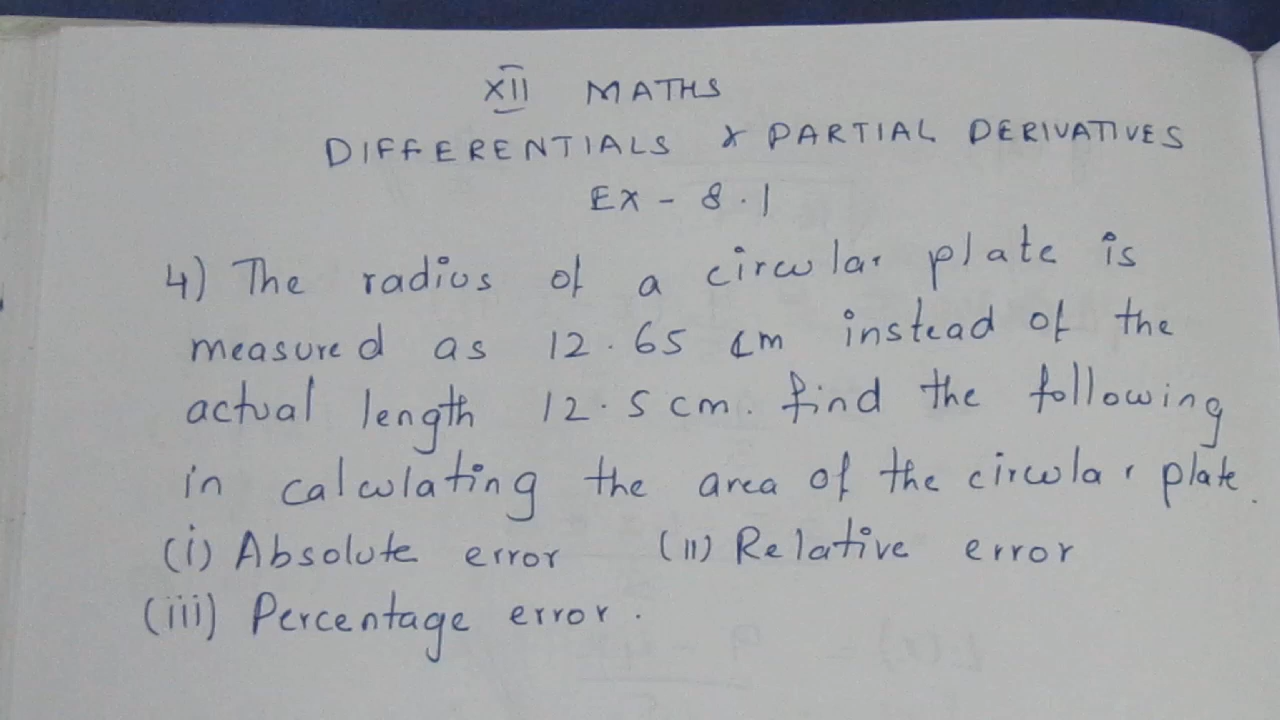 XII MATHS
DIFFERENTIALS & PARTIAL DERIVATIVES
EX - 8.1
4) The radius of a circular plate is
measured as 12.65 cm instead of the
actual length 12.5 cm. find the following
in calculating the area of the circular plate.
(i) Absolute error (ii) Relative error
(iii) Percentage error.